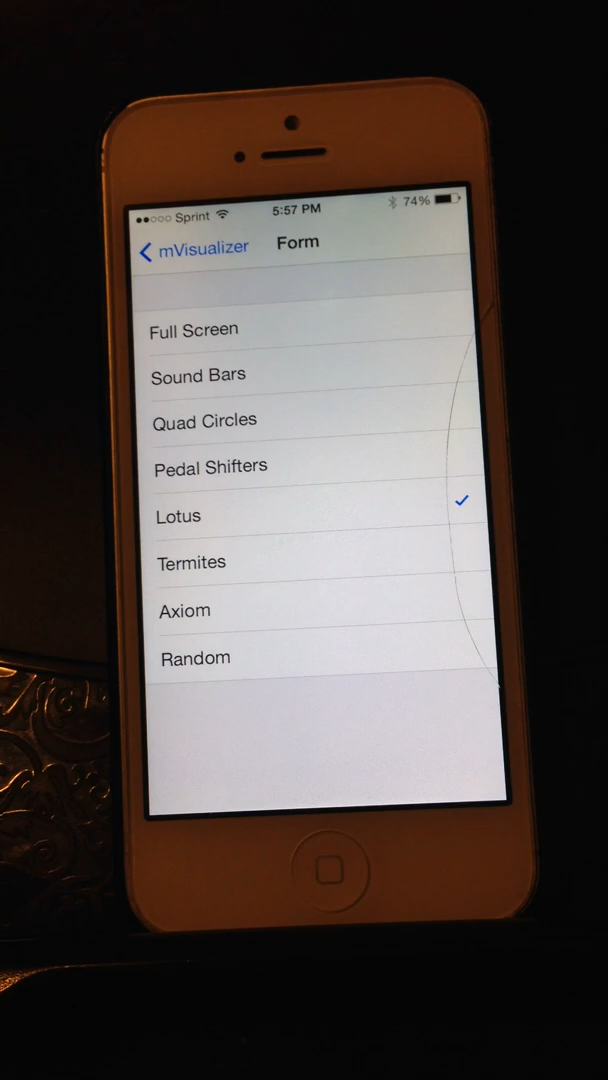 Sprint 5:57 PM 74%
mVisualizer Form
Full Screen
Sound Bars
Quad Circles
Pedal Shifters
Lotus
Termites
Axiom
Random